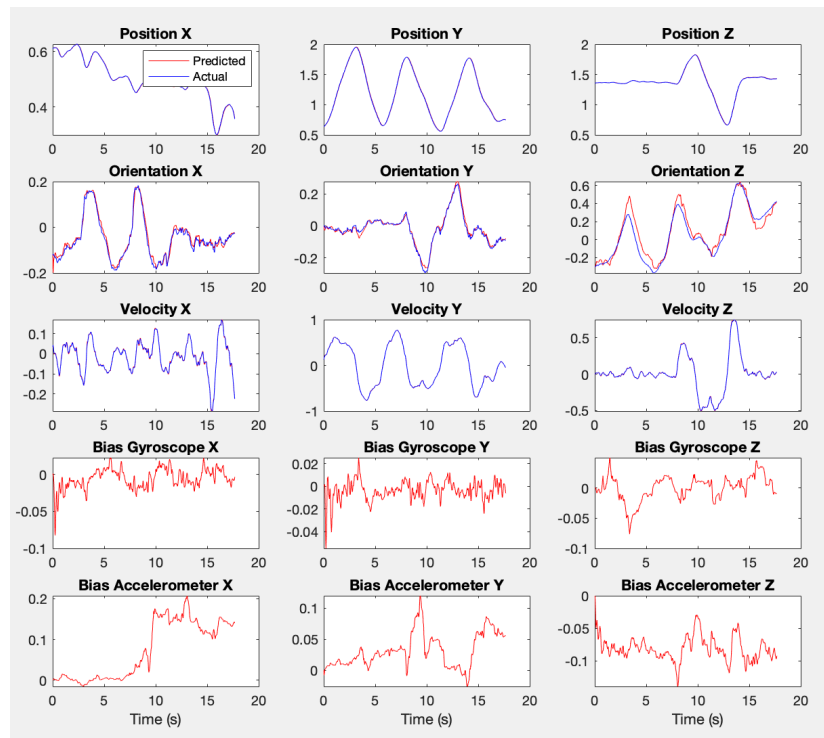 Position X
Position Y
Position Z
Predicted
Actual
0.6
0.4
0 5 10 15 20
2
1.5
1
0.5
0 5 10 15 20
2
1.5
1
0.5
0 5 10 15 20
Orientation X
Orientation Y
Orientation Z
0.2
0
-0.2
0 5 10 15 20
0.2
0
-0.2
0 5 10 15 20
0.6
0.4
0.2
0
-0.2
0 5 10 15 20
Velocity X
Velocity Y
Velocity Z
0.1
0
-0.1
-0.2
0 5 10 15 20
1
0
-1
0 5 10 15 20
0.5
0
-0.5
0 5 10 15 20
Bias Gyroscope X
Bias Gyroscope Y
Bias Gyroscope Z
0
-0.05
-0.1
0 5 10 15 20
0.02
0
-0.02
-0.04
0 5 10 15 20
0
-0.05
-0.1
0 5 10 15 20
Bias Accelerometer X
Bias Accelerometer Y
Bias Accelerometer Z
0.2
0.1
0
0 5 10 15 20
Time (s)
0.1
0.05
0
0 5 10 15 20
Time (s)
0
-0.05
-0.1
0 5 10 15 20
Time (s)